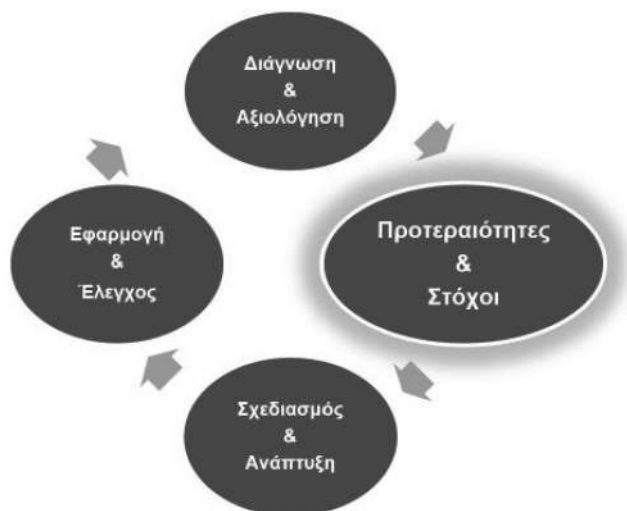 Διάγνωση
&
Αξιολόγηση
Προτεραιότητες
&
Στόχοι
Σχεδιασμός
&
Ανάπτυξη
Εφαρμογή
&
Έλεγχος